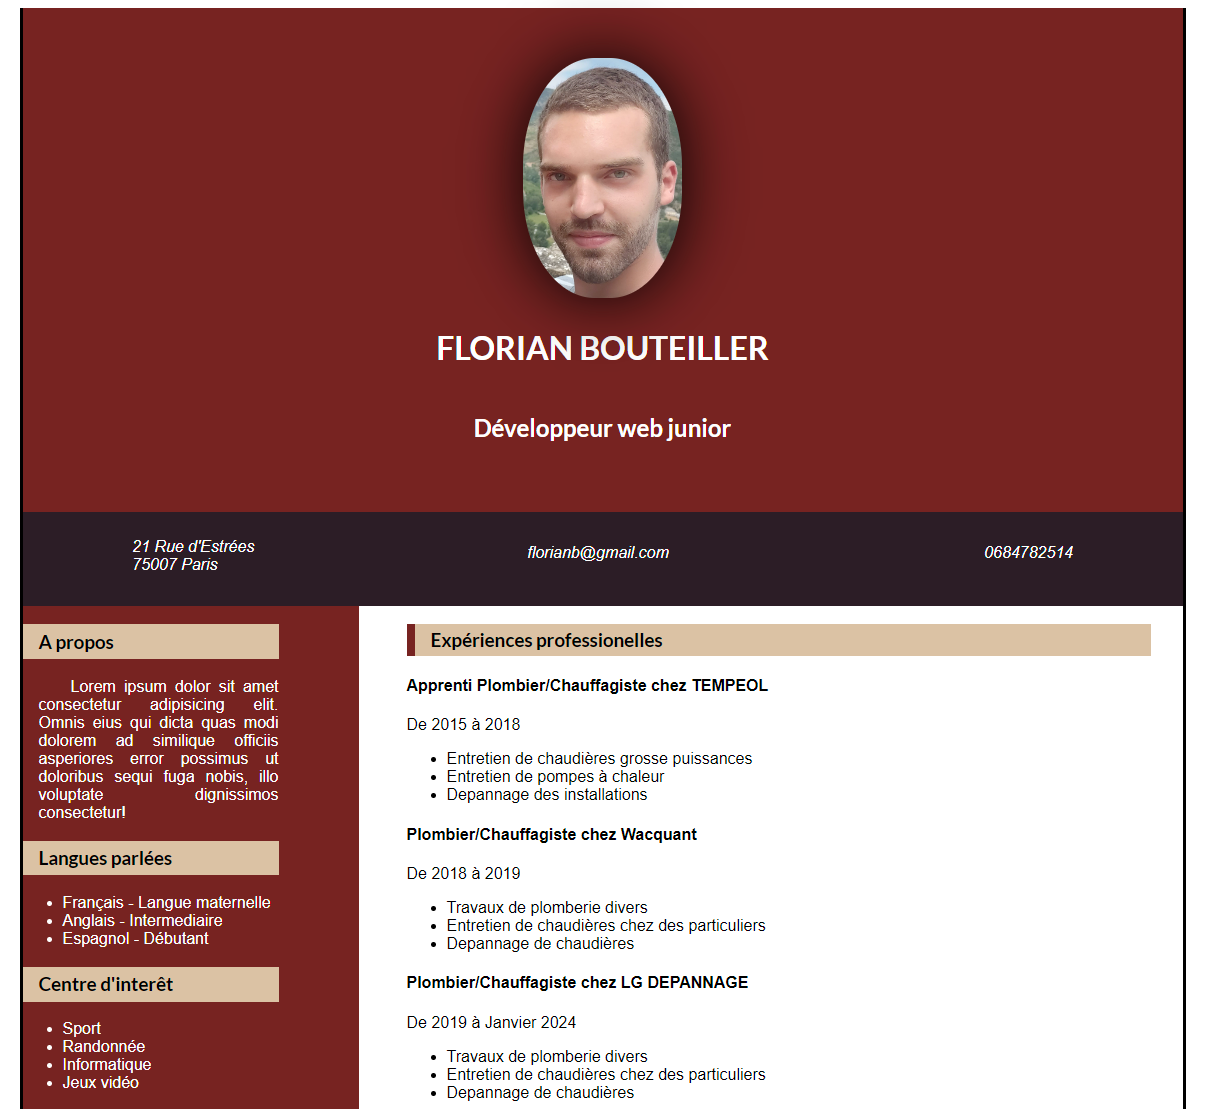 FLORIAN BOUTEILLER
Développeur web junior
21 Rue d'Estrées
75007 Paris
florianb@gmail.com
0684782514
A propos
Lorem ipsum dolor sit amet
consectetur adipisicing elit.
Omnis eius qui dicta quas modi
dolorem ad similique officiis
asperiores error possimus ut
doloribus sequi fuga nobis, illo
voluptate dignissimos
consectetur!
Langues parlées
• Français - Langue maternelle
• Anglais - Intermediaire
• Espagnol - Débutant
Centre d'interêt
• Sport
• Randonnée
• Informatique
• Jeux vidéo
Expériences professionelles
Apprenti Plombier/Chauffagiste chez TEMPEOL
De 2015 à 2018
• Entretien de chaudières grosse puissances
• Entretien de pompes à chaleur
• Depannage des installations
Plombier/Chauffagiste chez Wacquant
De 2018 à 2019
• Travaux de plomberie divers
• Entretien de chaudières chez des particuliers
• Depannage de chaudières
Plombier/Chauffagiste chez LG DEPANNAGE
De 2019 à Janvier 2024
• Travaux de plomberie divers
• Entretien de chaudières chez des particuliers
• Depannage de chaudières